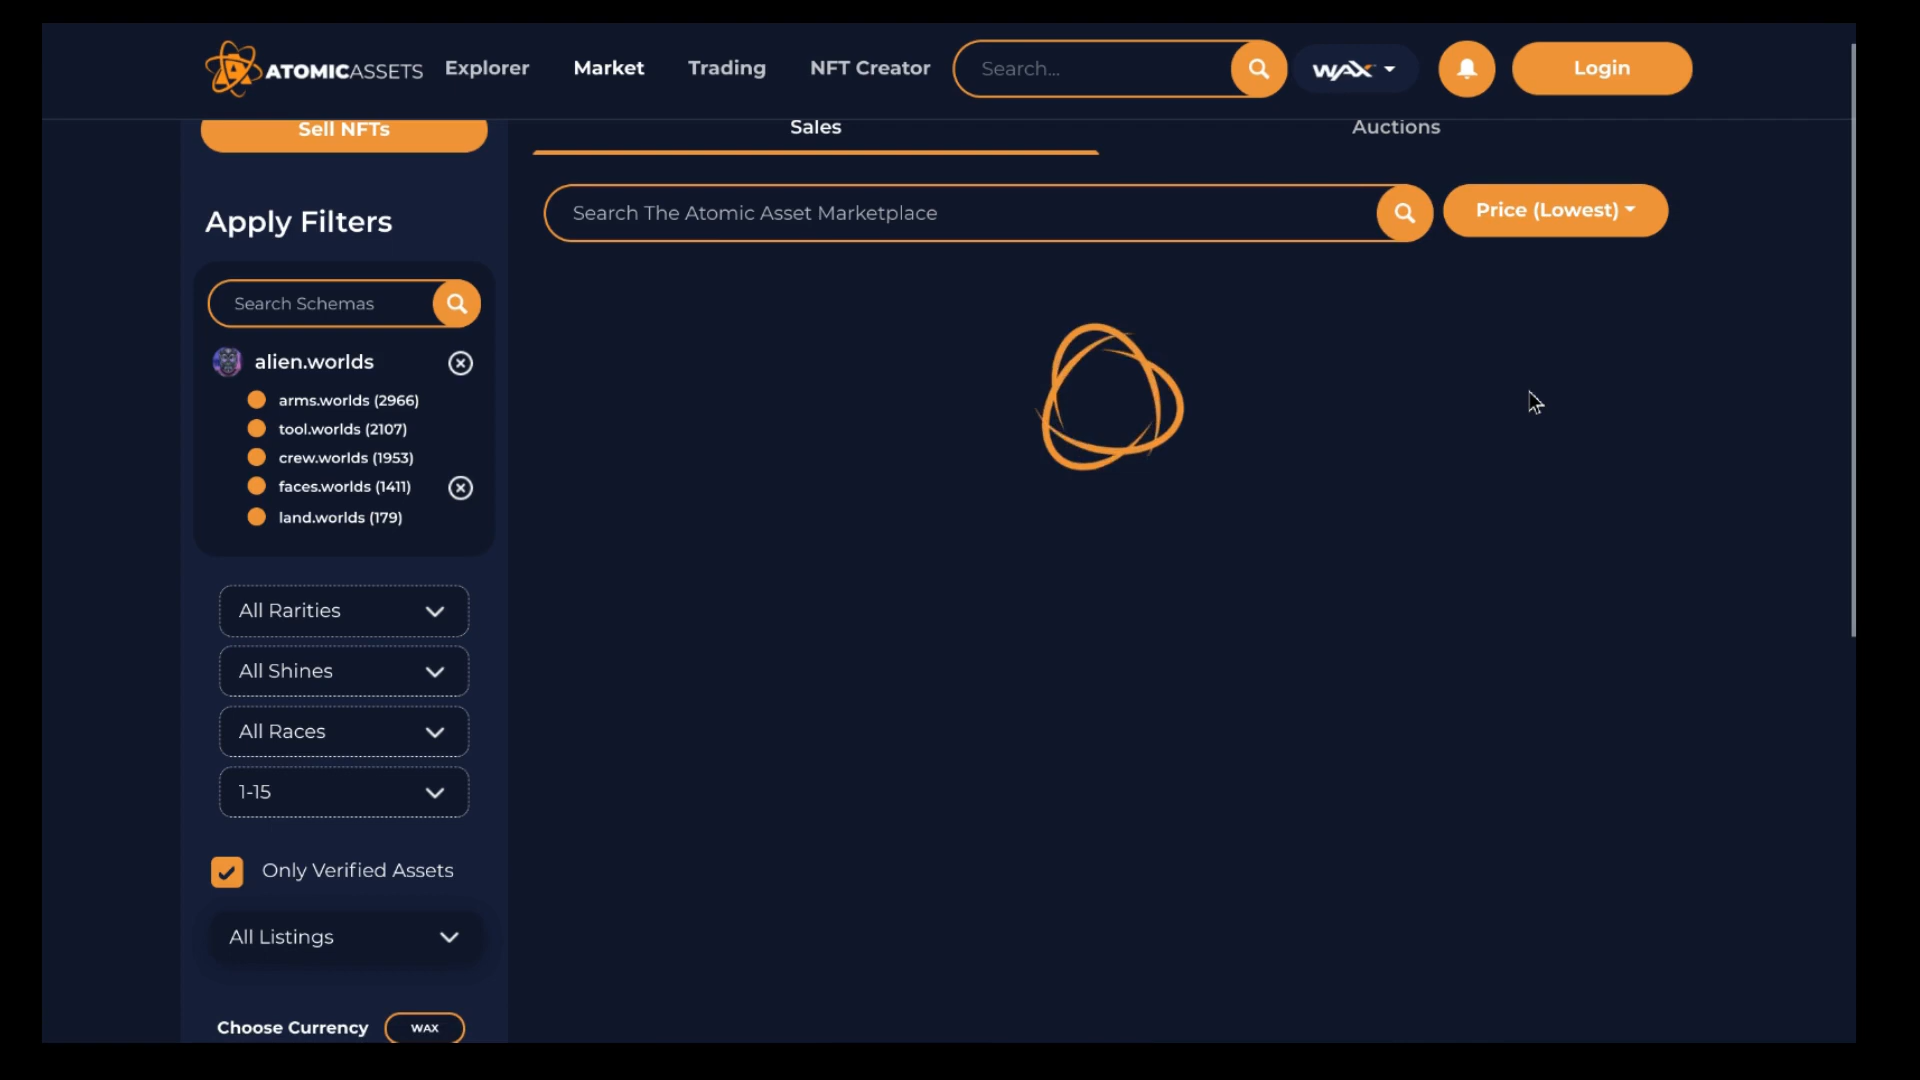 ATOMICASSETS Explorer Market Trading NFT Creator Search... WAX Login
Sell NFTs
Sales Auctions
Search The Atomic Asset Marketplace Price (Lowest)
Apply Filters
Search Schemas
alien.worlds
arms.worlds (2966)
tool.worlds (2107)
crew.worlds (1953)
faces.worlds (1411)
land.worlds (179)
All Rarities
All Shines
All Races
1-15
Only Verified Assets
All Listings
Choose Currency WAX